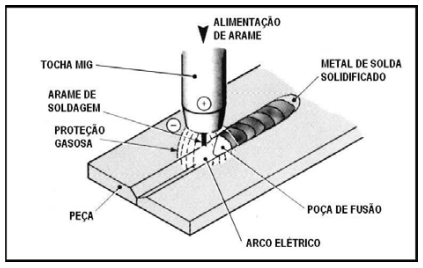 ALIMENTAÇÃO
DE ARAME
TOCHA MIG
METAL DE SOLDA
SOLIDIFICADO
ARAME DE
SOLDAGEM
PROTEÇÃO
GASOSA
+
−
PEÇA
POÇA DE FUSÃO
ARCO ELÉTRICO